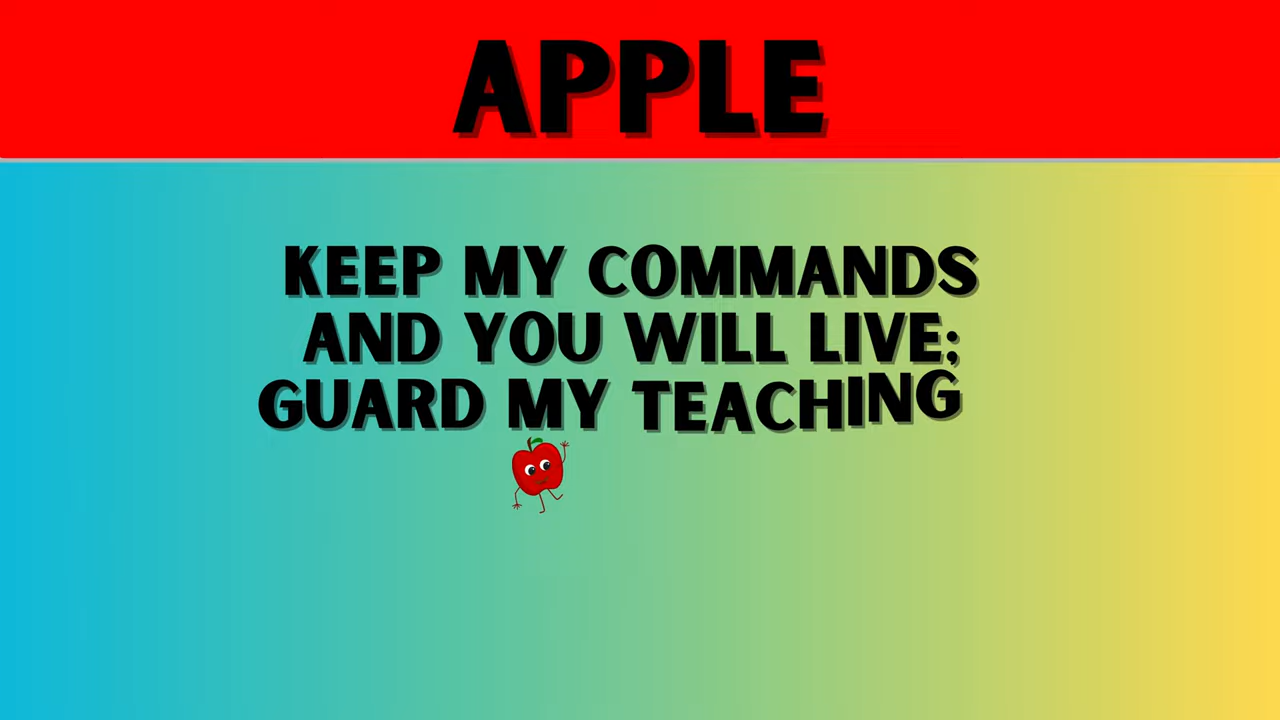 APPLE
KEEP MY COMMANDS
AND YOU WILL LIVE;
GUARD MY TEACHING